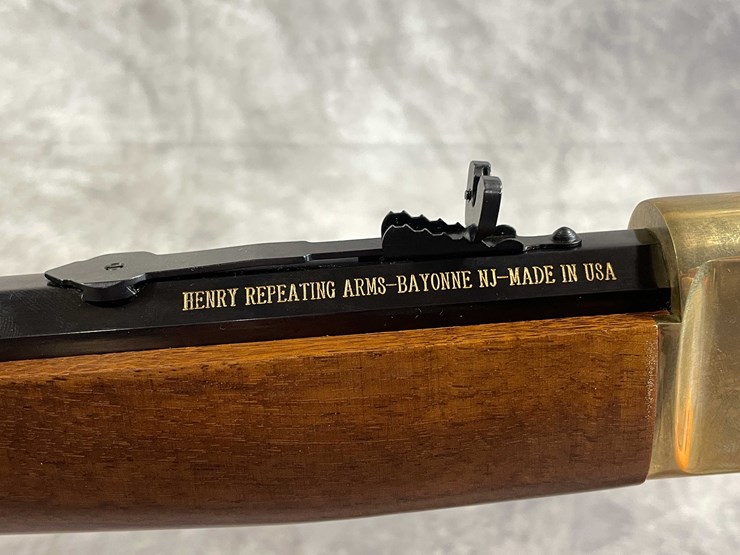 HENRY REPEATING ARMS-BAYONNE NJ-MADE IN USA